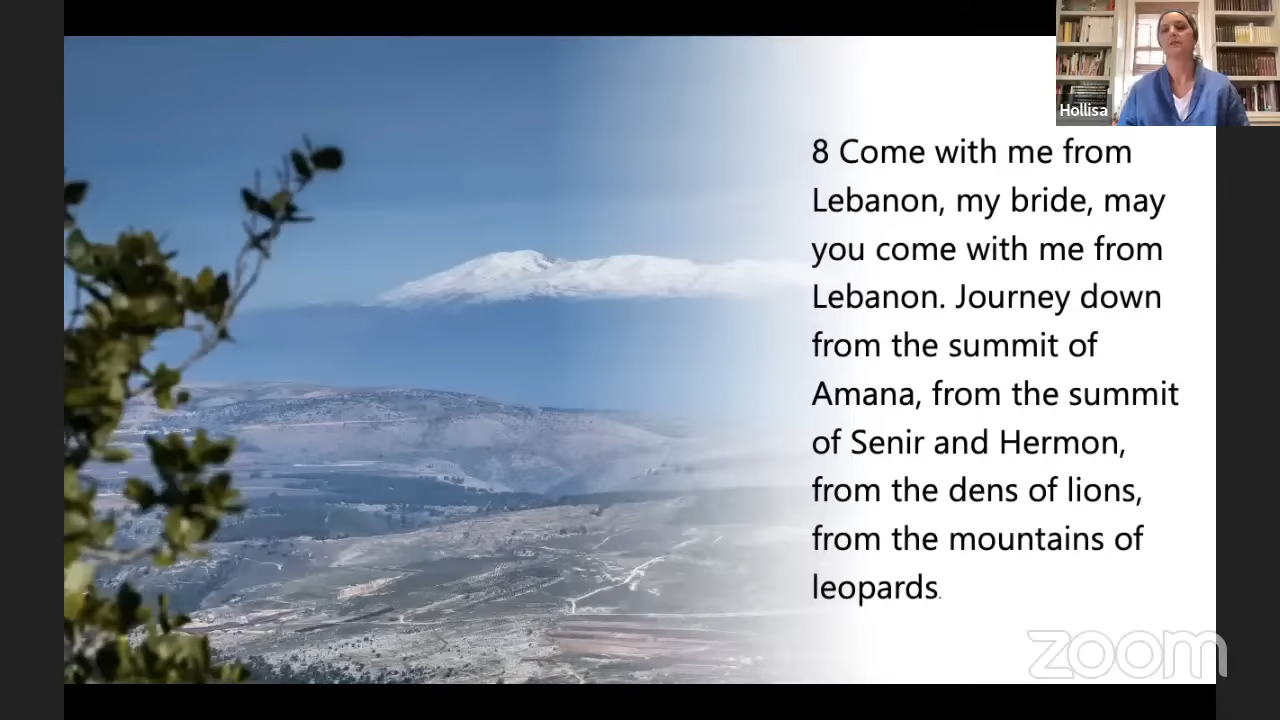 Hollisa
8 Come with me from
Lebanon, my bride, may
you come with me from
Lebanon. Journey down
from the summit of
Amana, from the summit
of Senir and Hermon,
from the dens of lions,
from the mountains of
leopards.
zoom